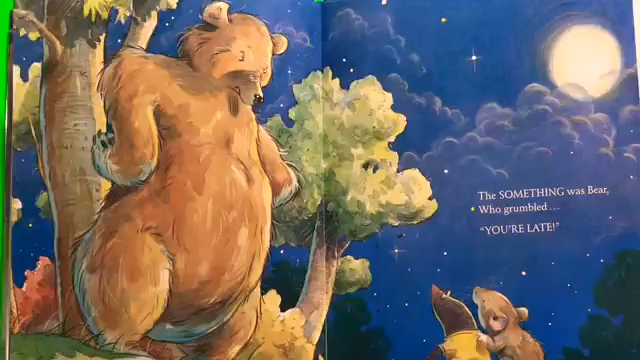 The SOMETHING was Bear,
Who grumbled ...
“YOU'RE LATE!”